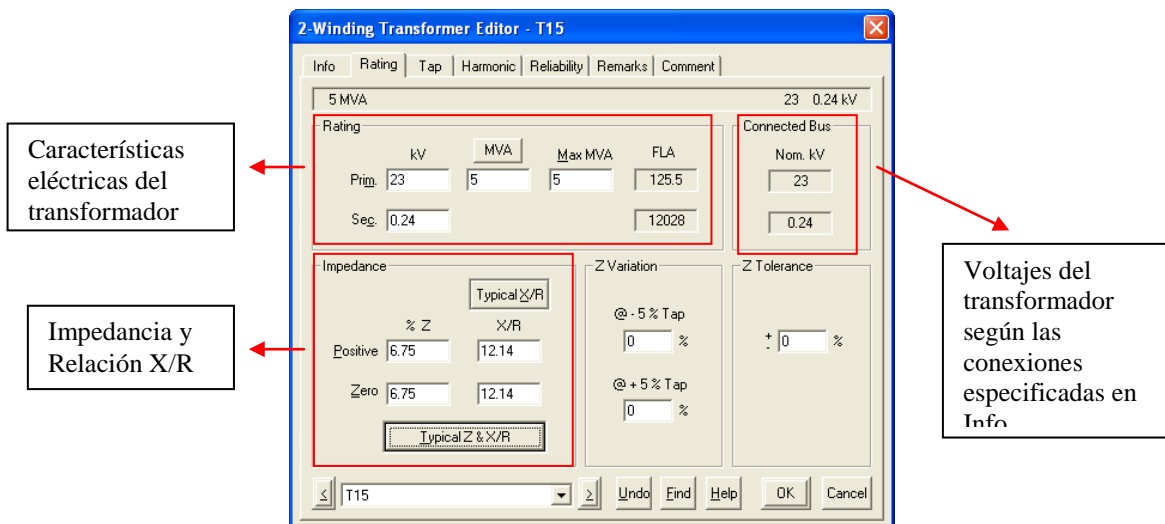 2-Winding Transformer Editor - T15
Info Rating Tap Harmonic Reliability Remarks Comment
5 MVA 23 0.24 kV
Rating
kV MVA Max MVA FLA
Prim. 23 5 5 125.5
Sec. 0.24 12028
Connected Bus
Nom. kV
23
0.24
Impedance
Typical X/R
% Z X/R
Positive 6.75 12.14
Zero 6.75 12.14
Typical Z & X/R
Z Variation
@ - 5 % Tap
0 %
@ + 5 % Tap
0 %
Z Tolerance
+ - 0 %
< T15 > Undo Find Help OK Cancel
Características
eléctricas del
transformador
Impedancia y
Relación X/R
Voltajes del
transformador
según las
conexiones
especificadas en
Info